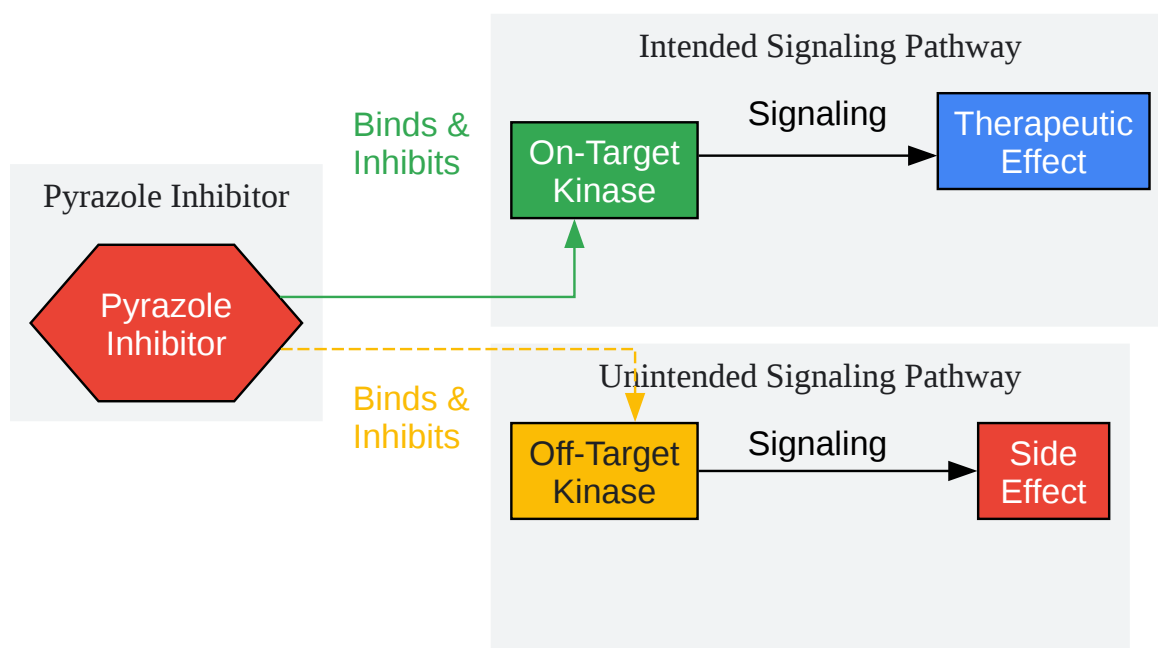 Pyrazole Inhibitor
Pyrazole
Inhibitor
Binds &
Inhibits
Binds &
Inhibits
Intended Signaling Pathway
On-Target
Kinase
Signaling
Therapeutic
Effect
Unintended Signaling Pathway
Off-Target
Kinase
Signaling
Side
Effect